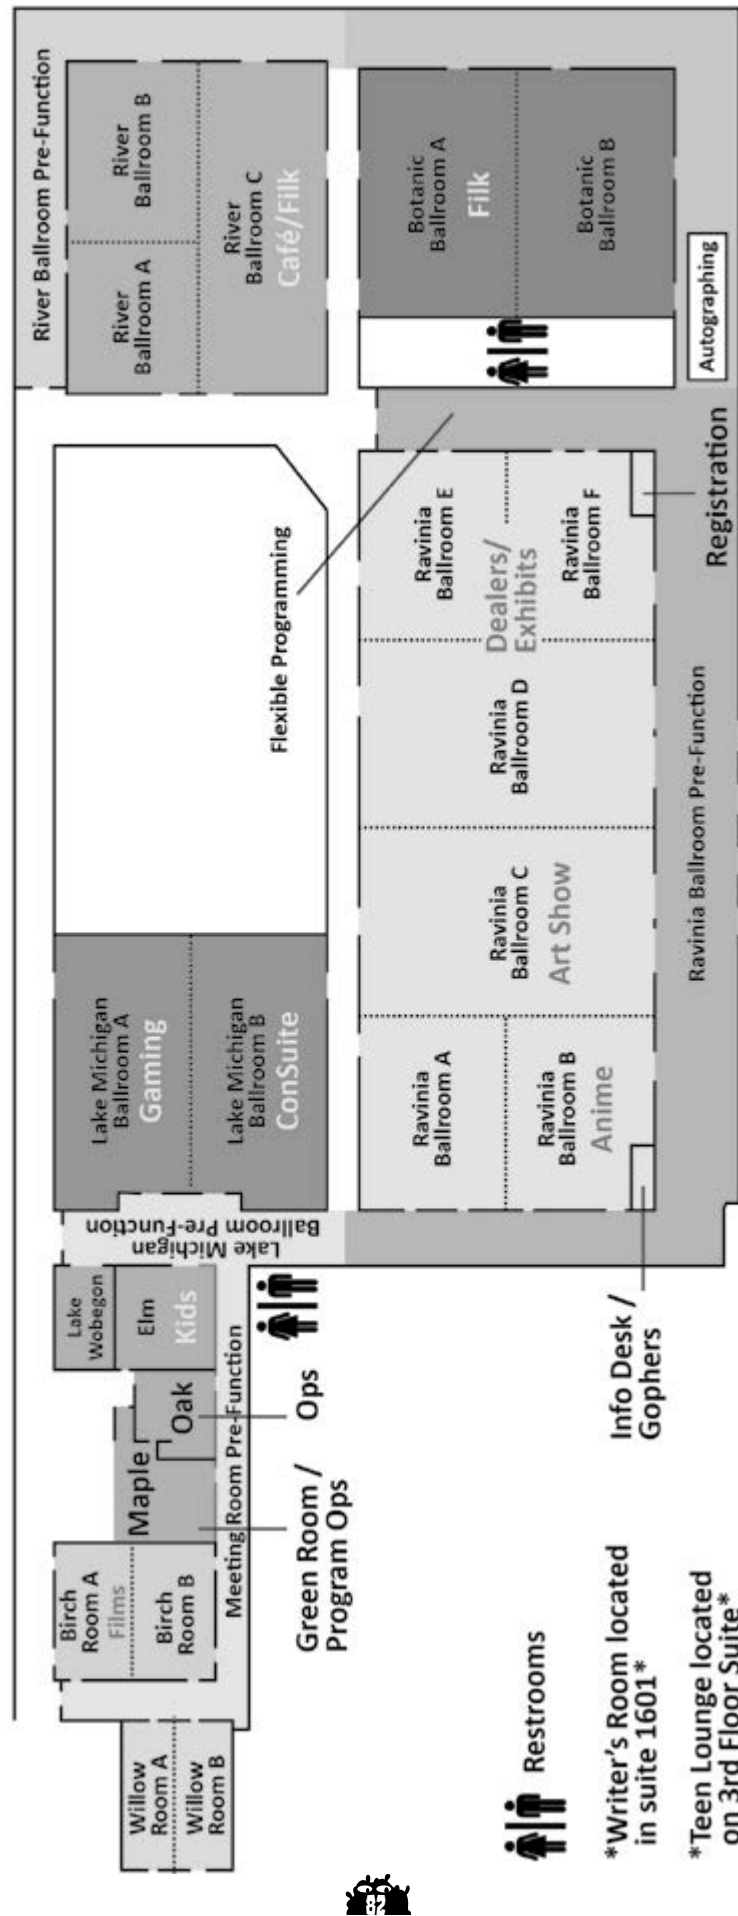 River Ballroom Pre-Function
River
Ballroom A
River
Ballroom B
River
Ballroom C
Café/Filk
Botanic
Ballroom A
Filk
Botanic
Ballroom B
Autographing
Flexible Programming
Lake Michigan
Ballroom A
Gaming
Lake Michigan
Ballroom B
ConSuite
Lake Michigan
Ballroom Pre-Function
Ravinia
Ballroom A
Ravinia
Ballroom B
Anime
Ravinia
Ballroom C
Art Show
Ravinia
Ballroom D
Ravinia
Ballroom E
Dealers/
Exhibits
Ravinia
Ballroom F
Registration
Ravinia Ballroom Pre-Function
Info Desk /
Gophers
Lake
Wobegon
Elm
Kids
Oak
Ops
Maple
Green Room /
Program Ops
Birch
Room A
Films
Birch
Room B
Meeting Room Pre-Function
Willow
Room A
Willow
Room B
Restrooms
*Writer's Room located
in suite 1601*
*Teen Lounge located
on 3rd Floor Suite*
82